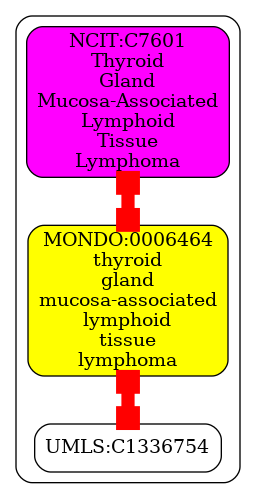 NCIT:C7601
Thyroid
Gland
Mucosa-Associated
Lymphoid
Tissue
Lymphoma
MONDO:0006464
thyroid
gland
mucosa-associated
lymphoid
tissue
lymphoma
UMLS:C1336754